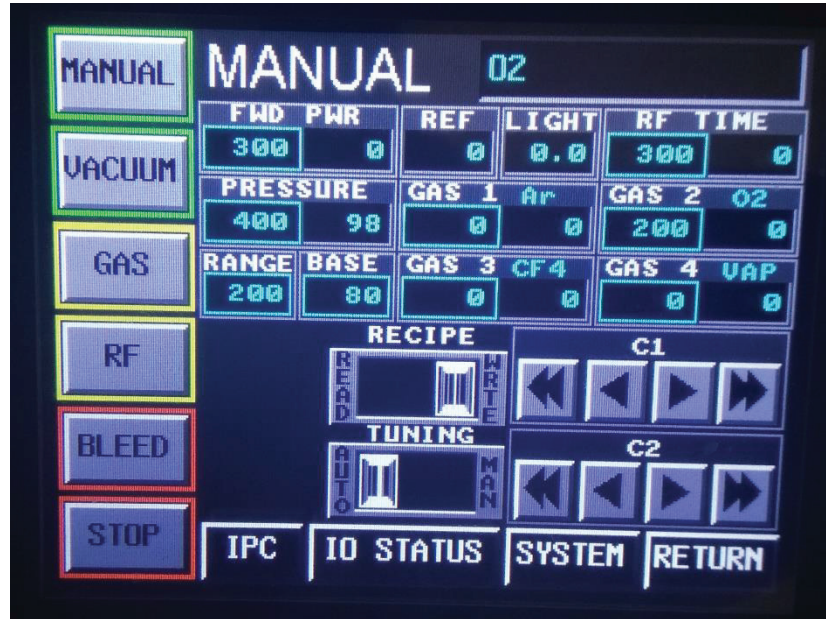 MANUAL
MANUAL O2
FWD PWR REF LIGHT RF TIME
300 0 0 0.0 300 0
VACUUM
PRESSURE GAS 1 Ar GAS 2 O2
400 98 0 0 200 0
GAS
RANGE BASE GAS 3 CF4 GAS 4 VAP
200 80 0 0 0 0
RECIPE
READ WRITE
C1
RF
TUNING
AUTO MAN
C2
BLEED
STOP
IPC IO STATUS SYSTEM RETURN